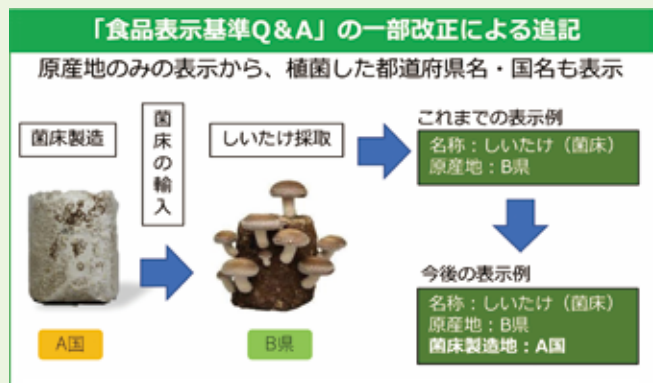 「食品表示基準Q＆A」の一部改正による追記
原産地のみの表示から、植菌した都道府県名・国名も表示
菌床製造
菌床の輸入
しいたけ採取
A国
B県
これまでの表示例
名称：しいたけ（菌床）
原産地：B県
今後の表示例
名称：しいたけ（菌床）
原産地：B県
菌床製造地：A国